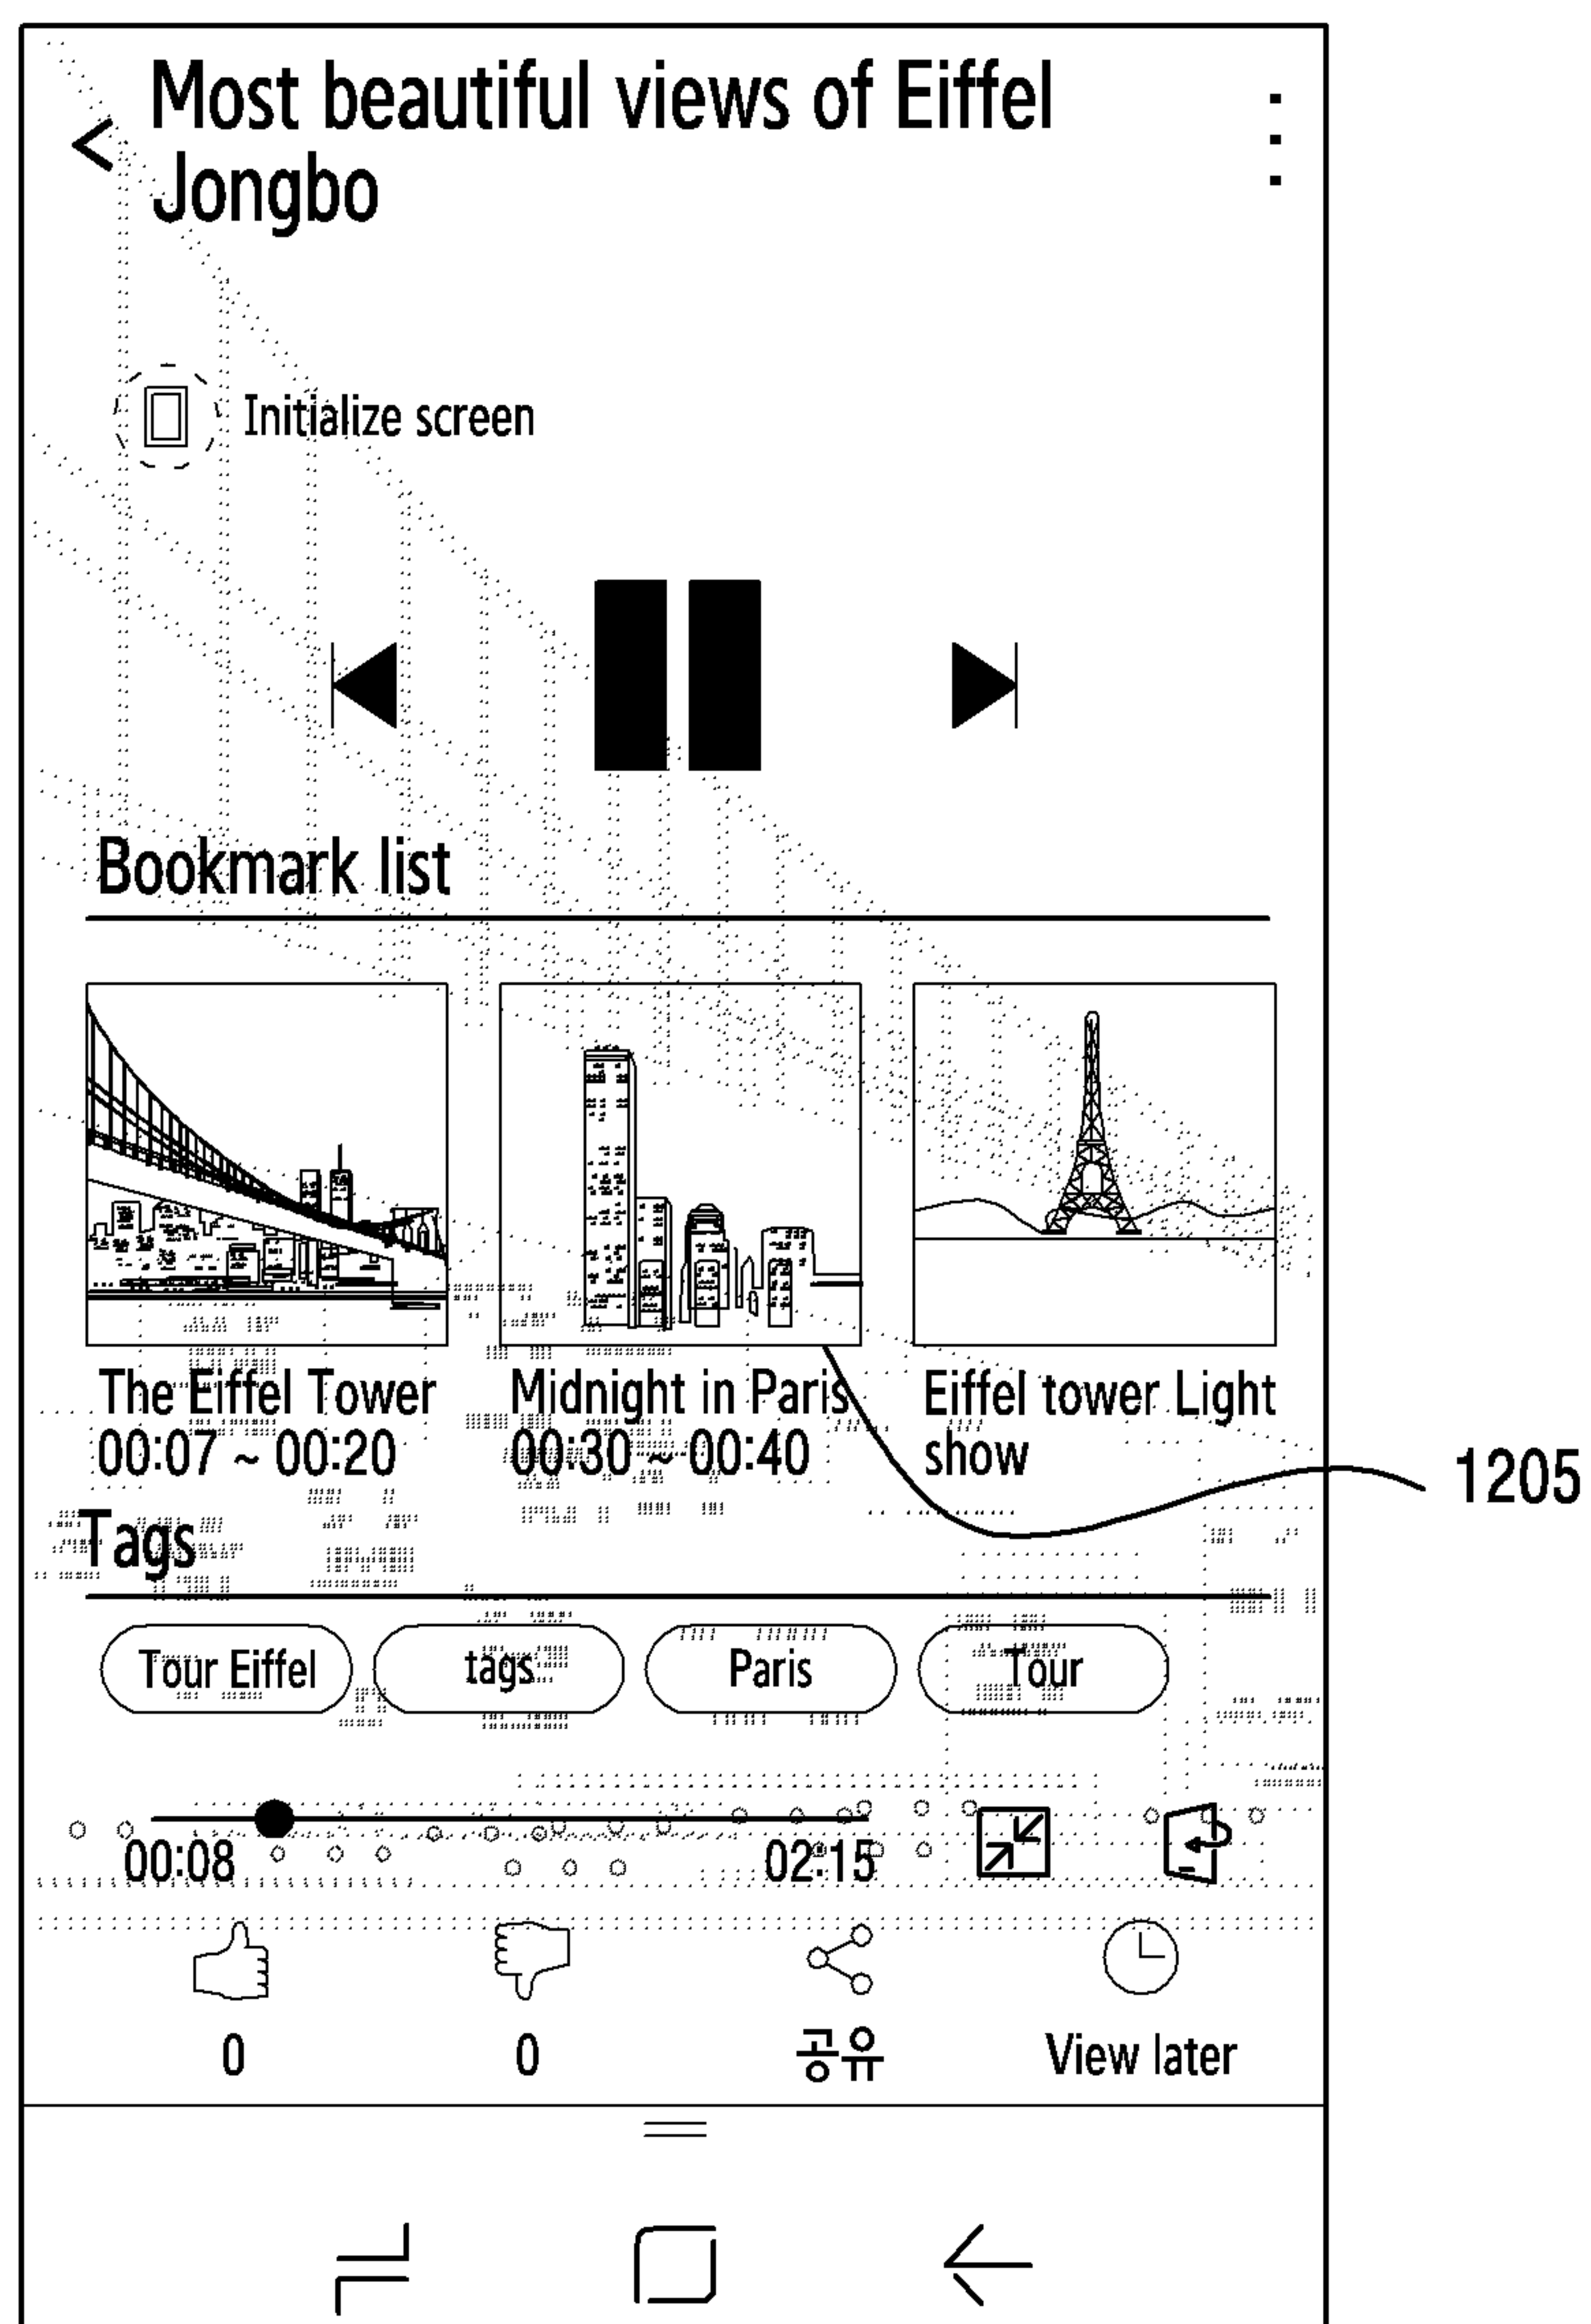 Most beautiful views of Eiffel
Jongbo
Initialize screen
Bookmark list
The Eiffel Tower
00:07 ~ 00:20
Midnight in Paris
00:30 ~ 00:40
Eiffel tower Light
show
1205
Tags
Tour Eiffel
tags
Paris
Tour
00:08
02:15
0
0
공유
View later